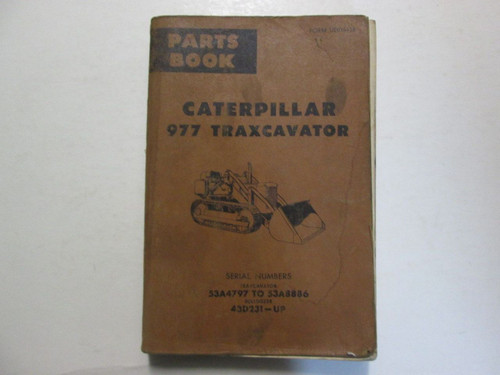 PARTS
BOOK
CATERPILLAR
977 TRAXCAVATOR
SERIAL NUMBERS
53A4797 TO 53A8886
43D331—UP